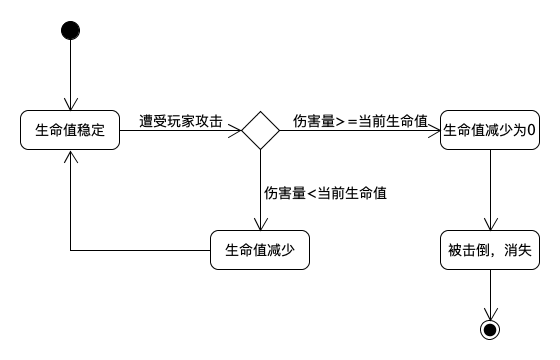 生命值稳定
遭受玩家攻击
伤害量>=当前生命值
生命值减少为0
伤害量<当前生命值
生命值减少
被击倒，消失